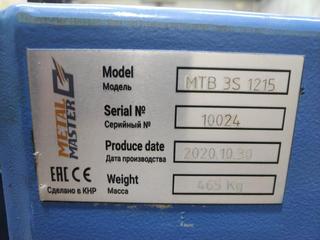 METAL
MASTER
Model
Модель
MTB 3S 1215
Serial №
Серийный №
10024
Produce date
Дата производства
2020.10.30
Weight
Масса
465 Kg
EAC CE
Сделано в КНР